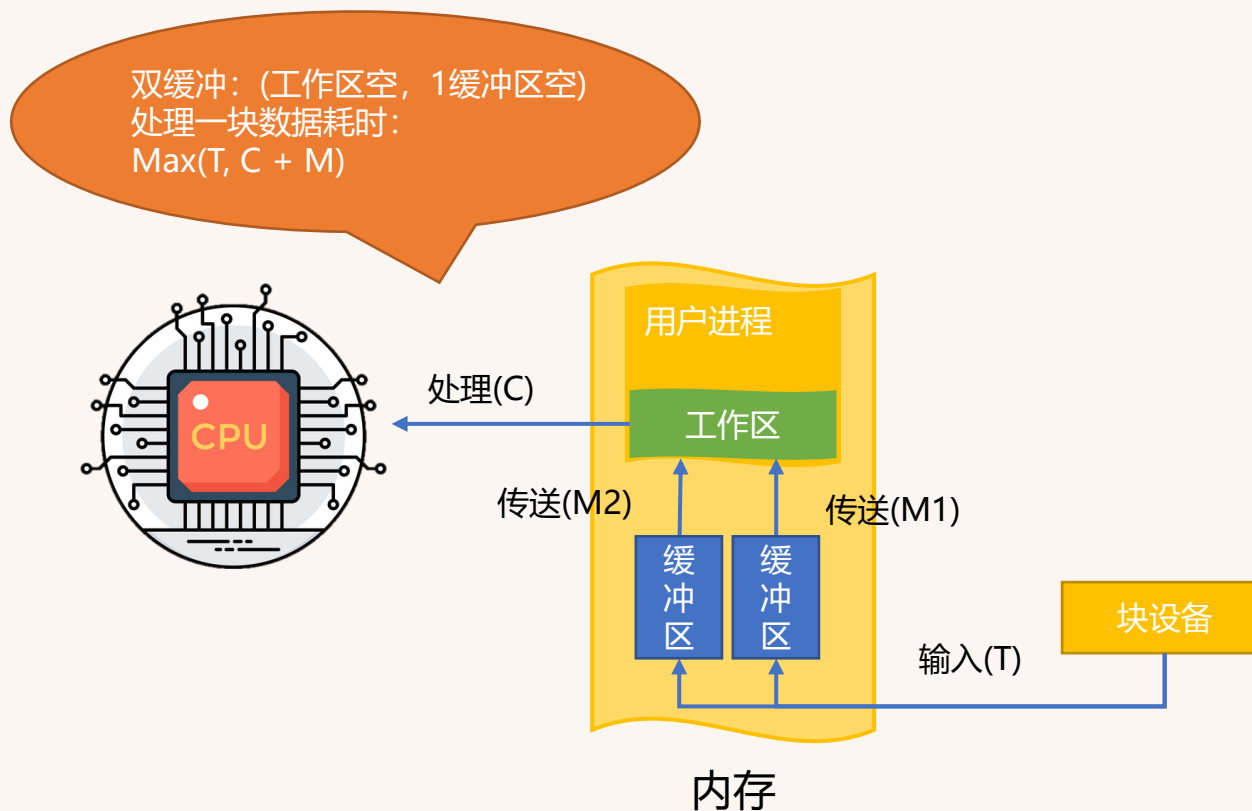 双缓冲：(工作区空，1缓冲区空)
处理一块数据耗时：
Max(T, C + M)
用户进程
处理(C)
工作区
CPU
传送(M2)
传送(M1)
缓冲区
缓冲区
块设备
输入(T)
内存